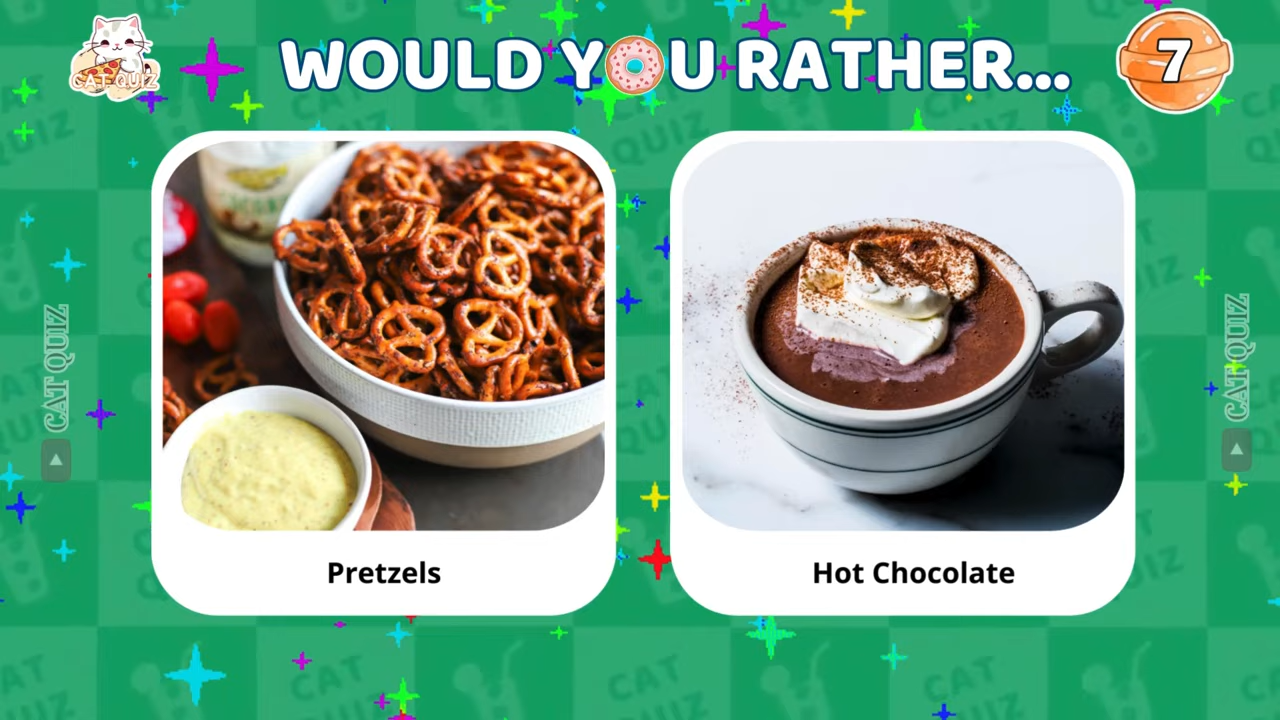 WOULD YOU RATHER...
7
CAT QUIZ
CAT QUIZ
CAT QUIZ
Pretzels
Hot Chocolate